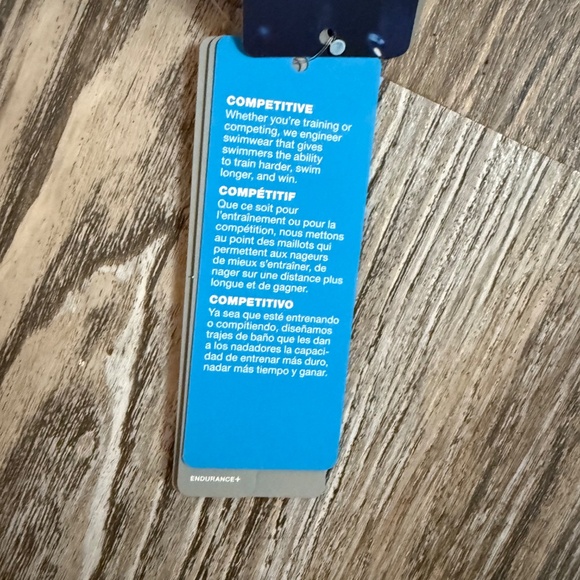 COMPETITIVE
Whether you're training or
competing, we engineer
swimwear that gives
swimmers the ability
to train harder, swim
longer, and win.
COMPÉTITIF
Que ce soit pour
l'entraînement ou pour la
compétition, nous mettons
au point des maillots qui
permettent aux nageurs
de mieux s'entraîner, de
nager sur une distance plus
longue et de gagner.
COMPETITIVO
Ya sea que esté entrenando
o compitiendo, diseñamos
trajes de baño que les dan
a los nadadores la capaci-
dad de entrenar más duro,
nadar más tiempo y ganar.
ENDURANCE+